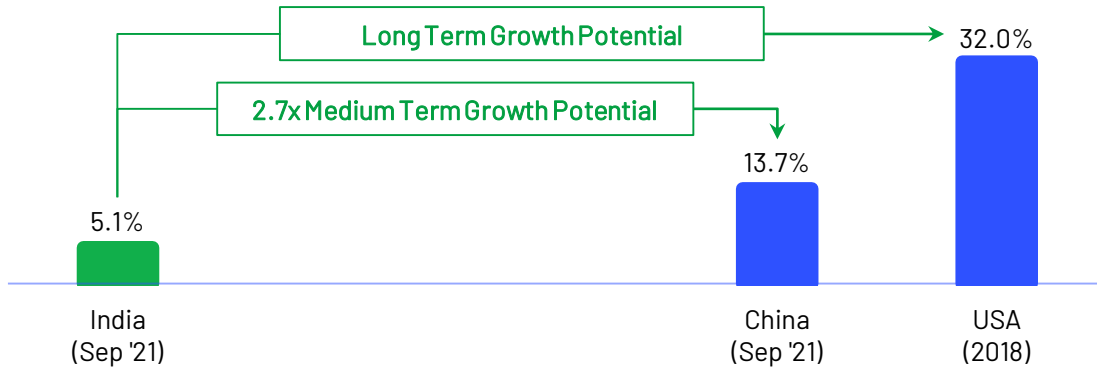 Long Term Growth Potential
32.0%
2.7x Medium Term Growth Potential
13.7%
5.1%
India
(Sep '21)
China
(Sep '21)
USA
(2018)